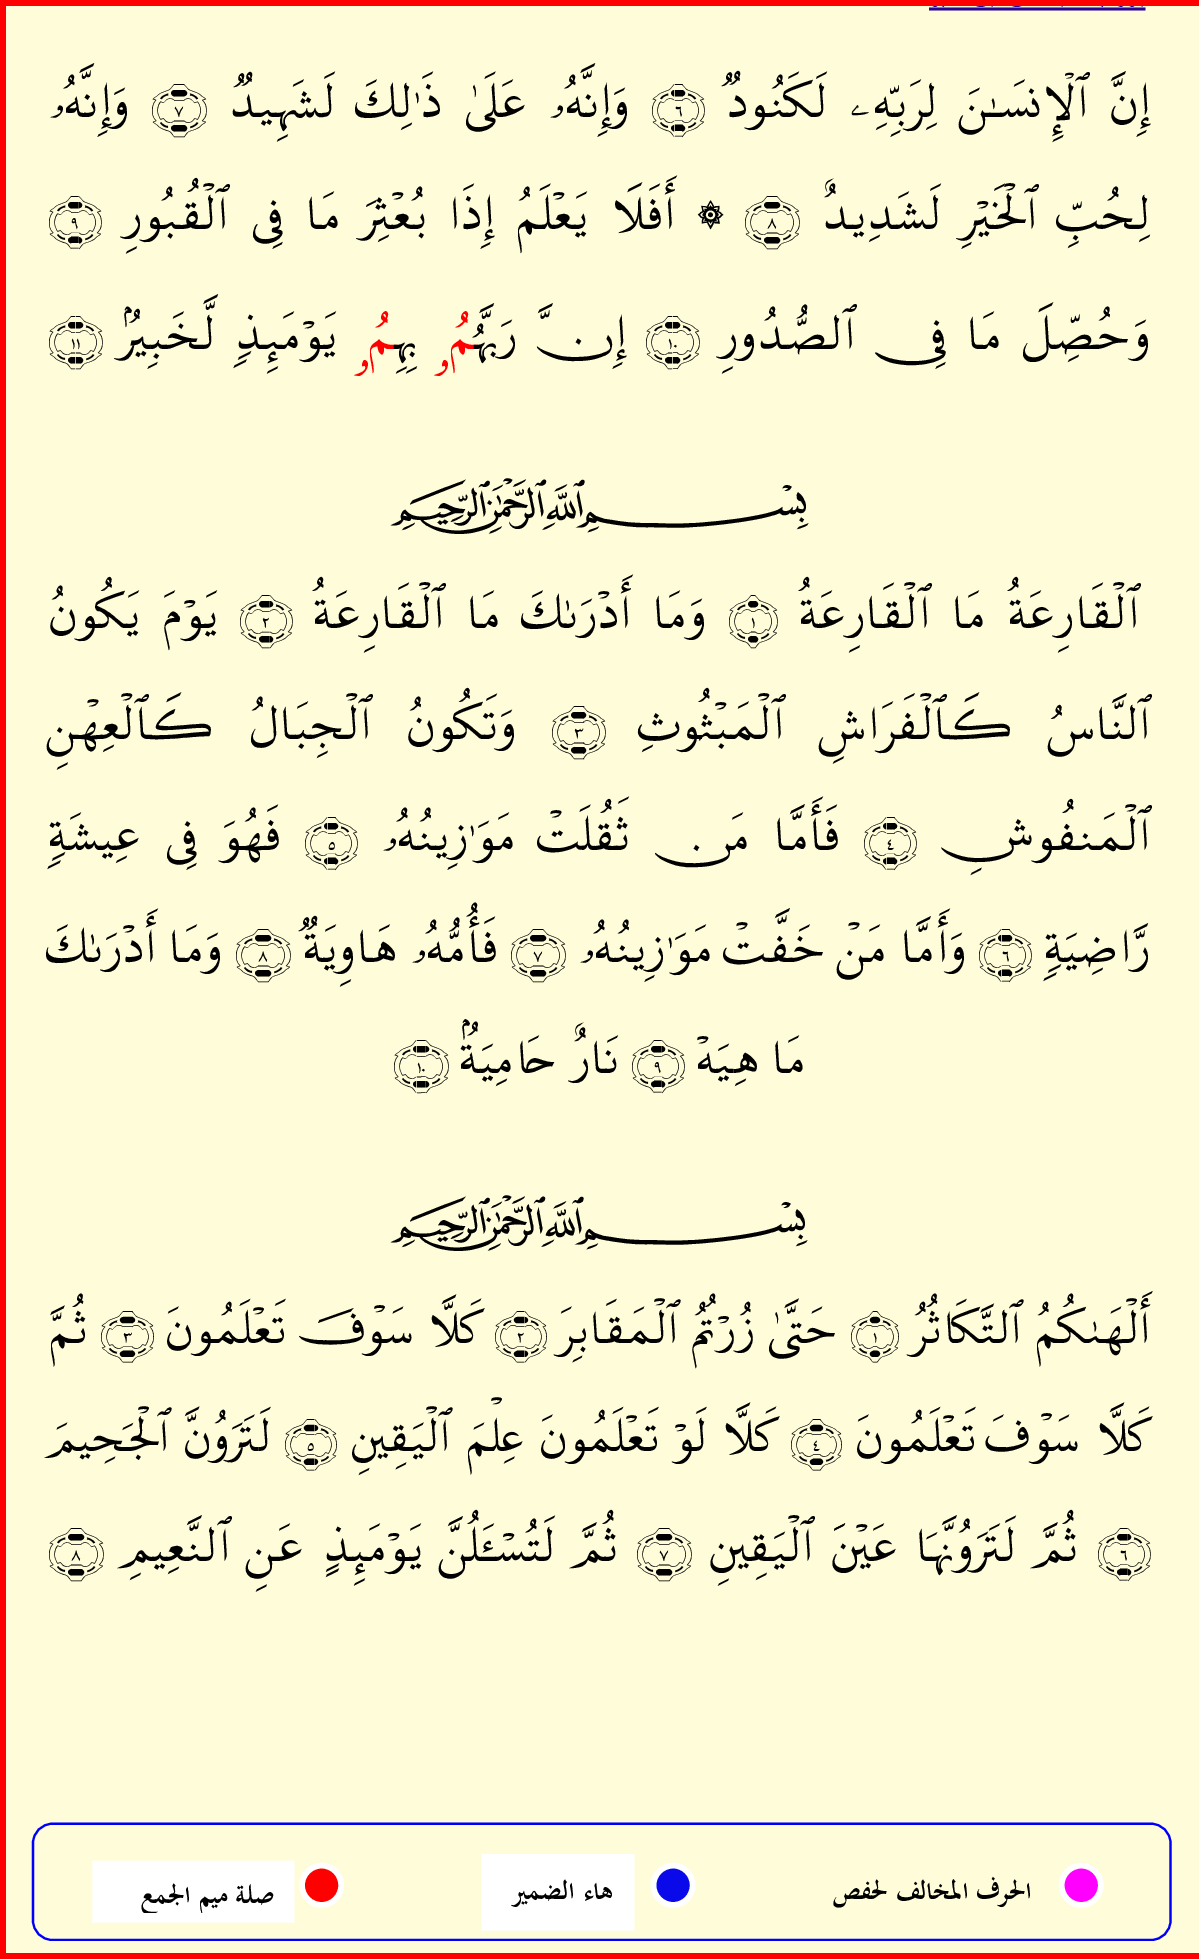 إِنَّ ٱلْإِنسَـٰنَ لِرَبِّهِۦ لَكَنُودٌ ٦ وَإِنَّهُۥ عَلَىٰ ذَٰلِكَ لَشَهِيدٌ ٧ وَإِنَّهُۥ
لِحُبِّ ٱلْخَيْرِ لَشَدِيدٌ ٨ ۞ أَفَلَا يَعْلَمُ إِذَا بُعْثِرَ مَا فِى ٱلْقُبُورِ ٩
وَحُصِّلَ مَا فِى ٱلصُّدُورِ ١٠ إِنَّ رَبَّهُمُۥ بِهِمُۥ يَوْمَئِذٍ لَّخَبِيرٌۢ ١١
بِسْمِ ٱللَّهِ ٱلرَّحْمَٰنِ ٱلرَّحِيمِ
ٱلْقَارِعَةُ مَا ٱلْقَارِعَةُ ١ وَمَا أَدْرَىٰكَ مَا ٱلْقَارِعَةُ ٢ يَوْمَ يَكُونُ
ٱلنَّاسُ كَٱلْفَرَاشِ ٱلْمَبْثُوثِ ٣ وَتَكُونُ ٱلْجِبَالُ كَٱلْعِهْنِ
ٱلْمَنفُوشِ ٤ فَأَمَّا مَن ثَقُلَتْ مَوَٰزِينُهُۥ ٥ فَهُوَ فِى عِيشَةٍ
رَّاضِيَةٍ ٦ وَأَمَّا مَنْ خَفَّتْ مَوَٰزِينُهُۥ ٧ فَأُمُّهُۥ هَاوِيَةٌ ٨ وَمَا أَدْرَىٰكَ
مَا هِيَهْ ٩ نَارٌ حَامِيَةٌۢ ١٠
بِسْمِ ٱللَّهِ ٱلرَّحْمَٰنِ ٱلرَّحِيمِ
أَلْهَىٰكُمُ ٱلتَّكَاثُرُ ١ حَتَّىٰ زُرْتُمُ ٱلْمَقَابِرَ ٢ كَلَّا سَوْفَ تَعْلَمُونَ ٣ ثُمَّ
كَلَّا سَوْفَ تَعْلَمُونَ ٤ كَلَّا لَوْ تَعْلَمُونَ عِلْمَ ٱلْيَقِينِ ٥ لَتَرَوُنَّ ٱلْجَحِيمَ
٦ ثُمَّ لَتَرَوُنَّهَا عَيْنَ ٱلْيَقِينِ ٧ ثُمَّ لَتُسْـَٔلُنَّ يَوْمَئِذٍ عَنِ ٱلنَّعِيمِ ٨
الحرف المخالف لحفص هاء الضمير صلة ميم الجمع